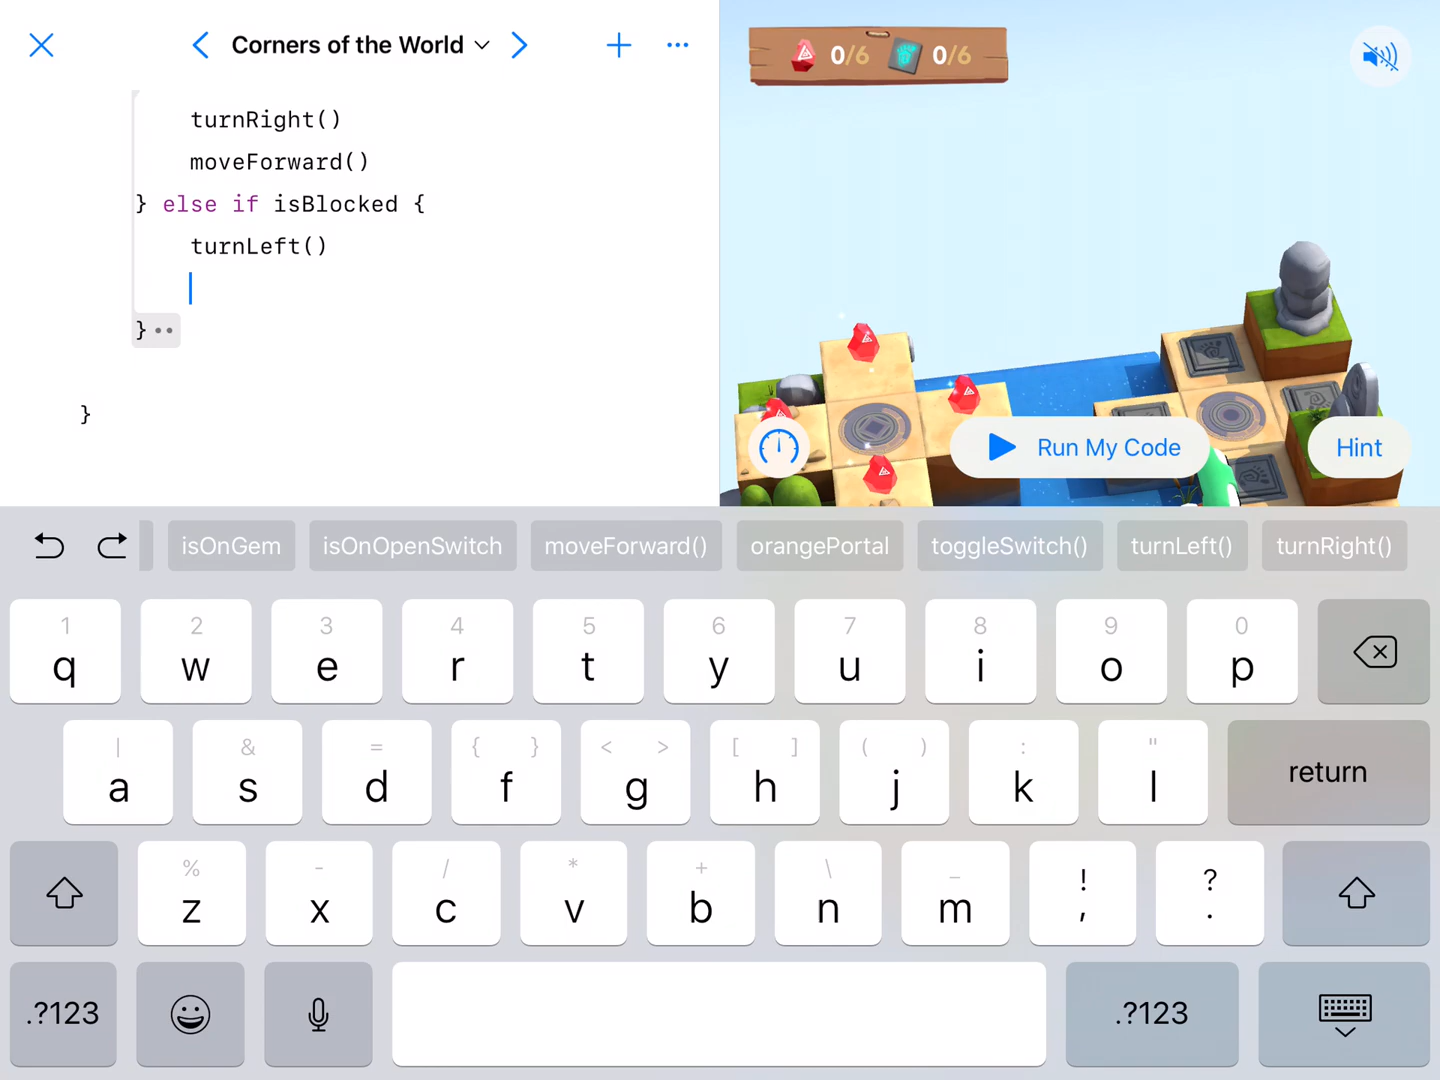 Corners of the World
0/6
0/6
turnRight()
moveForward()
} else if isBlocked {
turnLeft()
}
}
Run My Code
Hint
isOnGem isOnOpenSwitch moveForward() orangePortal toggleSwitch() turnLeft() turnRight()
1 2 3 4 5 6 7 8 9 0
q w e r t y u i o p
| & = { } < > [ ] ( ) : "
a s d f g h j k l return
% - / * + \ _ ! ?
z x c v b n m , .
.?123 .?123